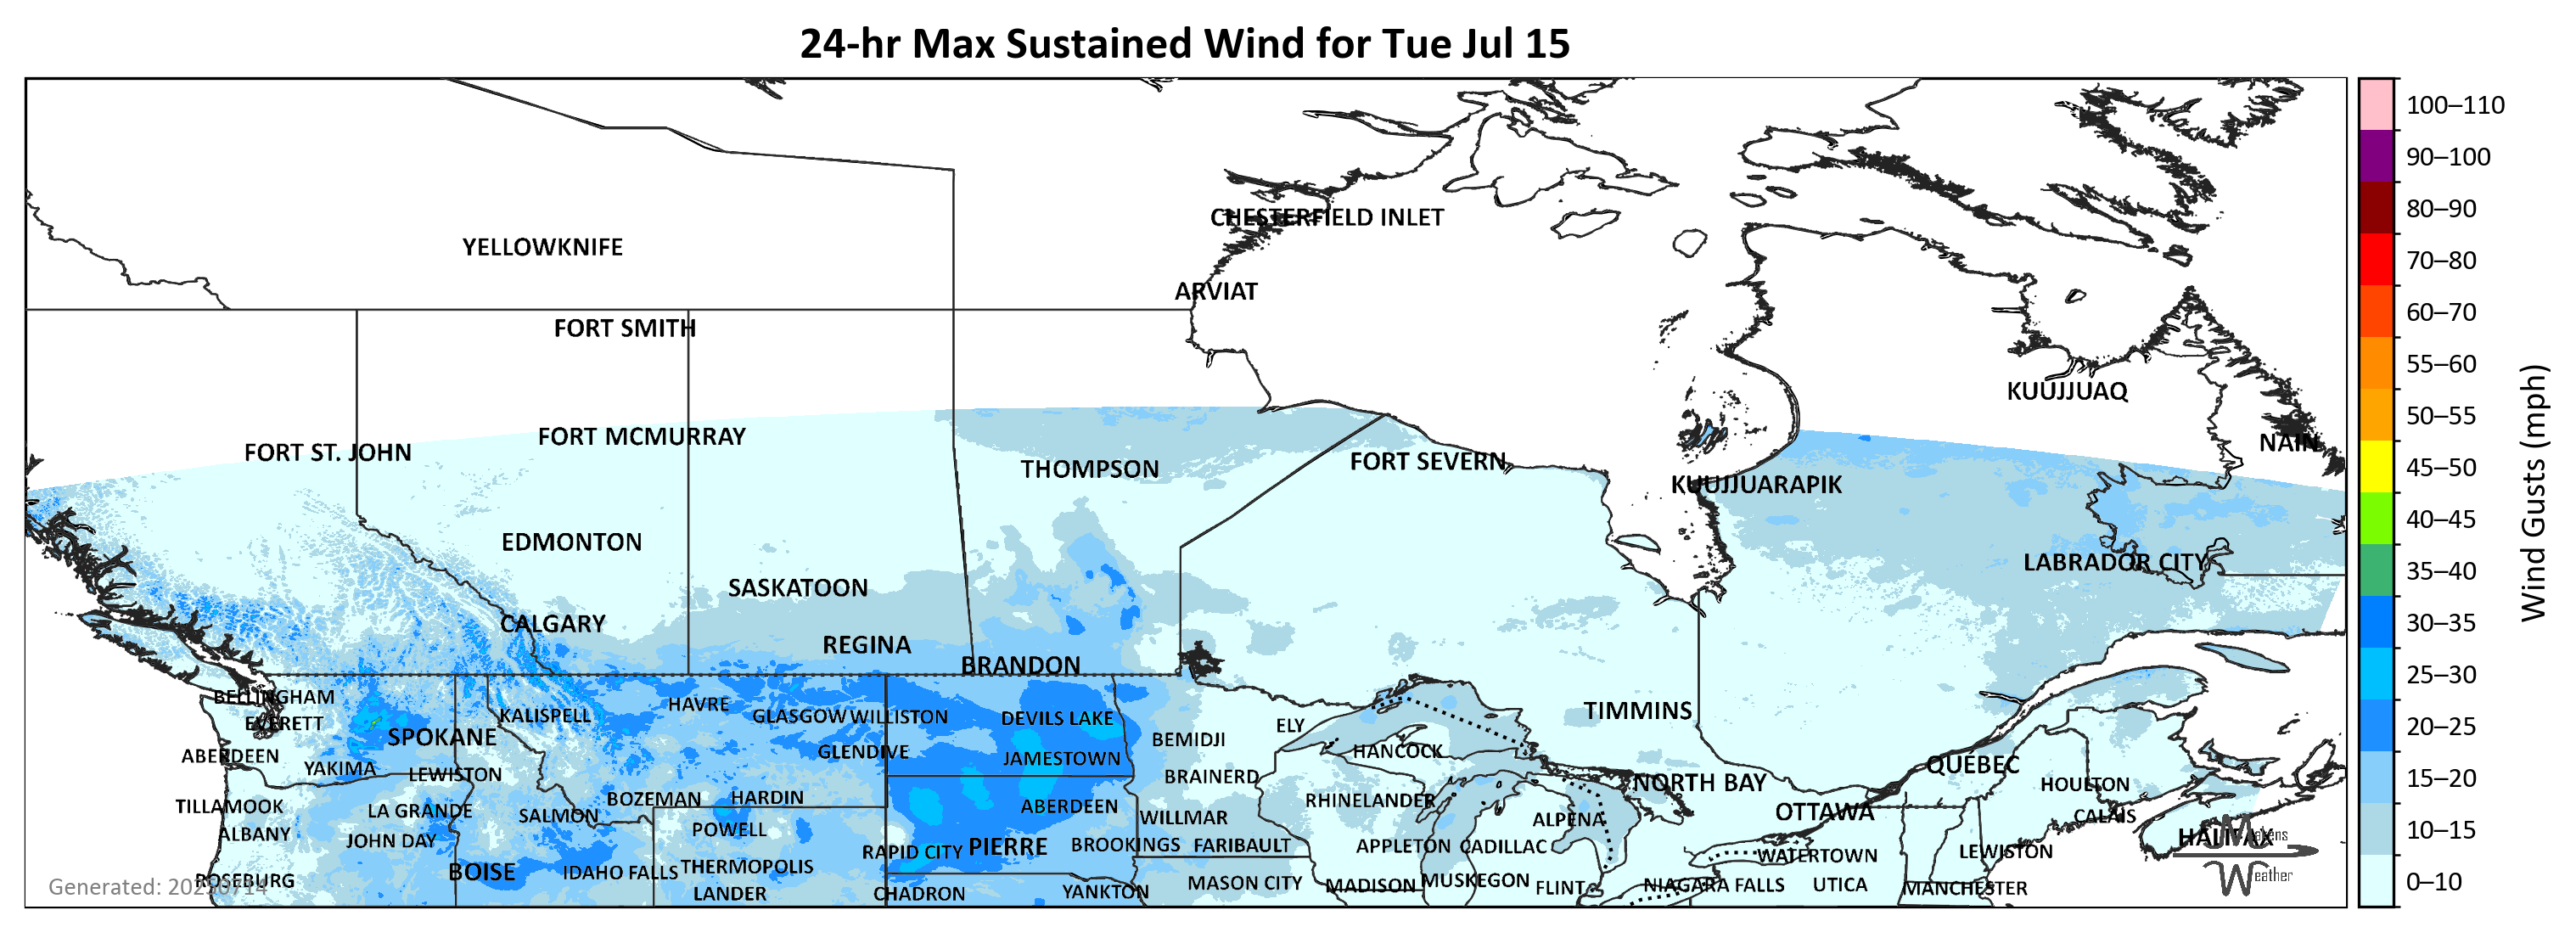 24-hr Max Sustained Wind for Tue Jul 15
100–110
90–100
80–90
70–80
60–70
55–60
50–55
45–50
40–45
35–40
30–35
25–30
20–25
15–20
10–15
0–10
Wind Gusts (mph)
CHESTERFIELD INLET
YELLOWKNIFE
ARVIAT
FORT SMITH
KUUJJUAQ
FORT MCMURRAY
NAIN
FORT ST. JOHN
FORT SEVERN
THOMPSON
KUUJJUARAPIK
EDMONTON
LABRADOR CITY
SASKATOON
CALGARY
REGINA
BRANDON
BELLINGHAM
HAVRE
TIMMINS
KALISPELL
GLASGOW
WILLISTON
DEVILS LAKE
EVERETT
ELY
SPOKANE
BEMIDJI
HANCOCK
GLENDIVE
ABERDEEN
JAMESTOWN
QUEBEC
YAKIMA
LEWISTON
BRAINERD
NORTH BAY
HOULTON
BOZEMAN
HARDIN
RHINELANDER
TILLAMOOK
LA GRANDE
ABERDEEN
OTTAWA
SALMON
WILLMAR
ALPENA
CALAIS
POWELL
ALBANY
HALIFAX
JOHN DAY
BROOKINGS
FARIBAULT
APPLETON
CADILLAC
PIERRE
RAPID CITY
LEWISTON
WATERTOWN
THERMOPOLIS
BOISE
IDAHO FALLS
ROSEBURG
MUSKEGON
MASON CITY
MADISON
FLINT
NIAGARA FALLS
UTICA
MANCHESTER
LANDER
CHADRON
YANKTON
Generated: 20250714
Makens
Weather